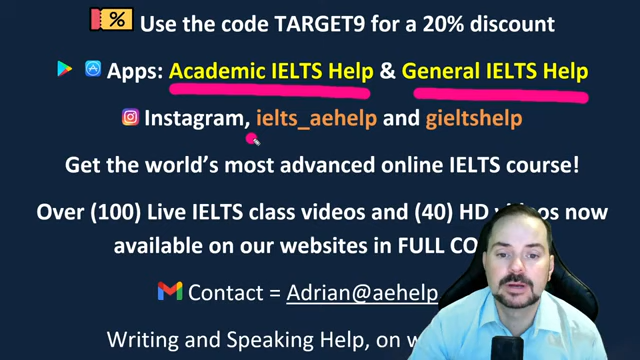 Use the code TARGET9 for a 20% discount
Apps: Academic IELTS Help & General IELTS Help
Instagram, ielts_aehelp and gieltshelp
Get the world's most advanced online IELTS course!
Over (100) Live IELTS class videos and (40) HD videos now
available on our websites in FULL
Contact = Adrian@aehelp
Writing and Speaking Help, on